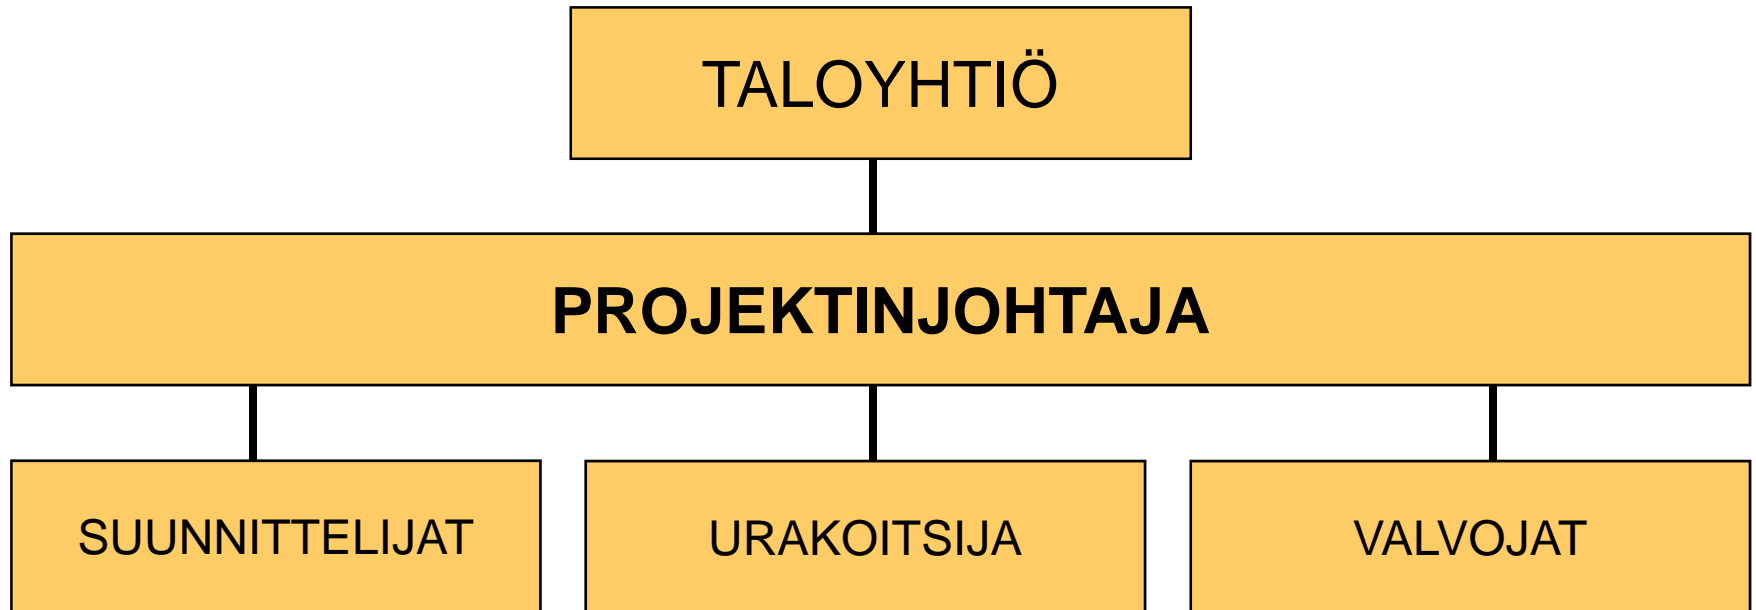 TALOYHTIÖ
PROJEKTINJOHTAJA
SUUNNITTELIJAT
URAKOITSIJA
VALVOJAT